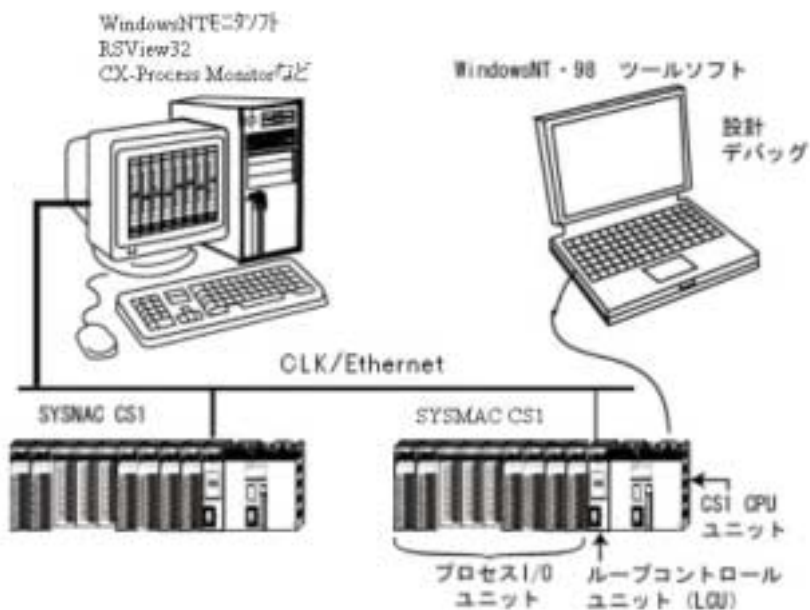 WindowsNTモニタソフト
RSView32
CX-Process Monitorなど
WindowsNT・98 ツールソフト
設計
デバッグ
CLK/Ethernet
SYSNAC CS1
SYSMAC CS1
CS1 CPU
ユニット
プロセスI/O
ユニット
ループコントロール
ユニット (LCU)